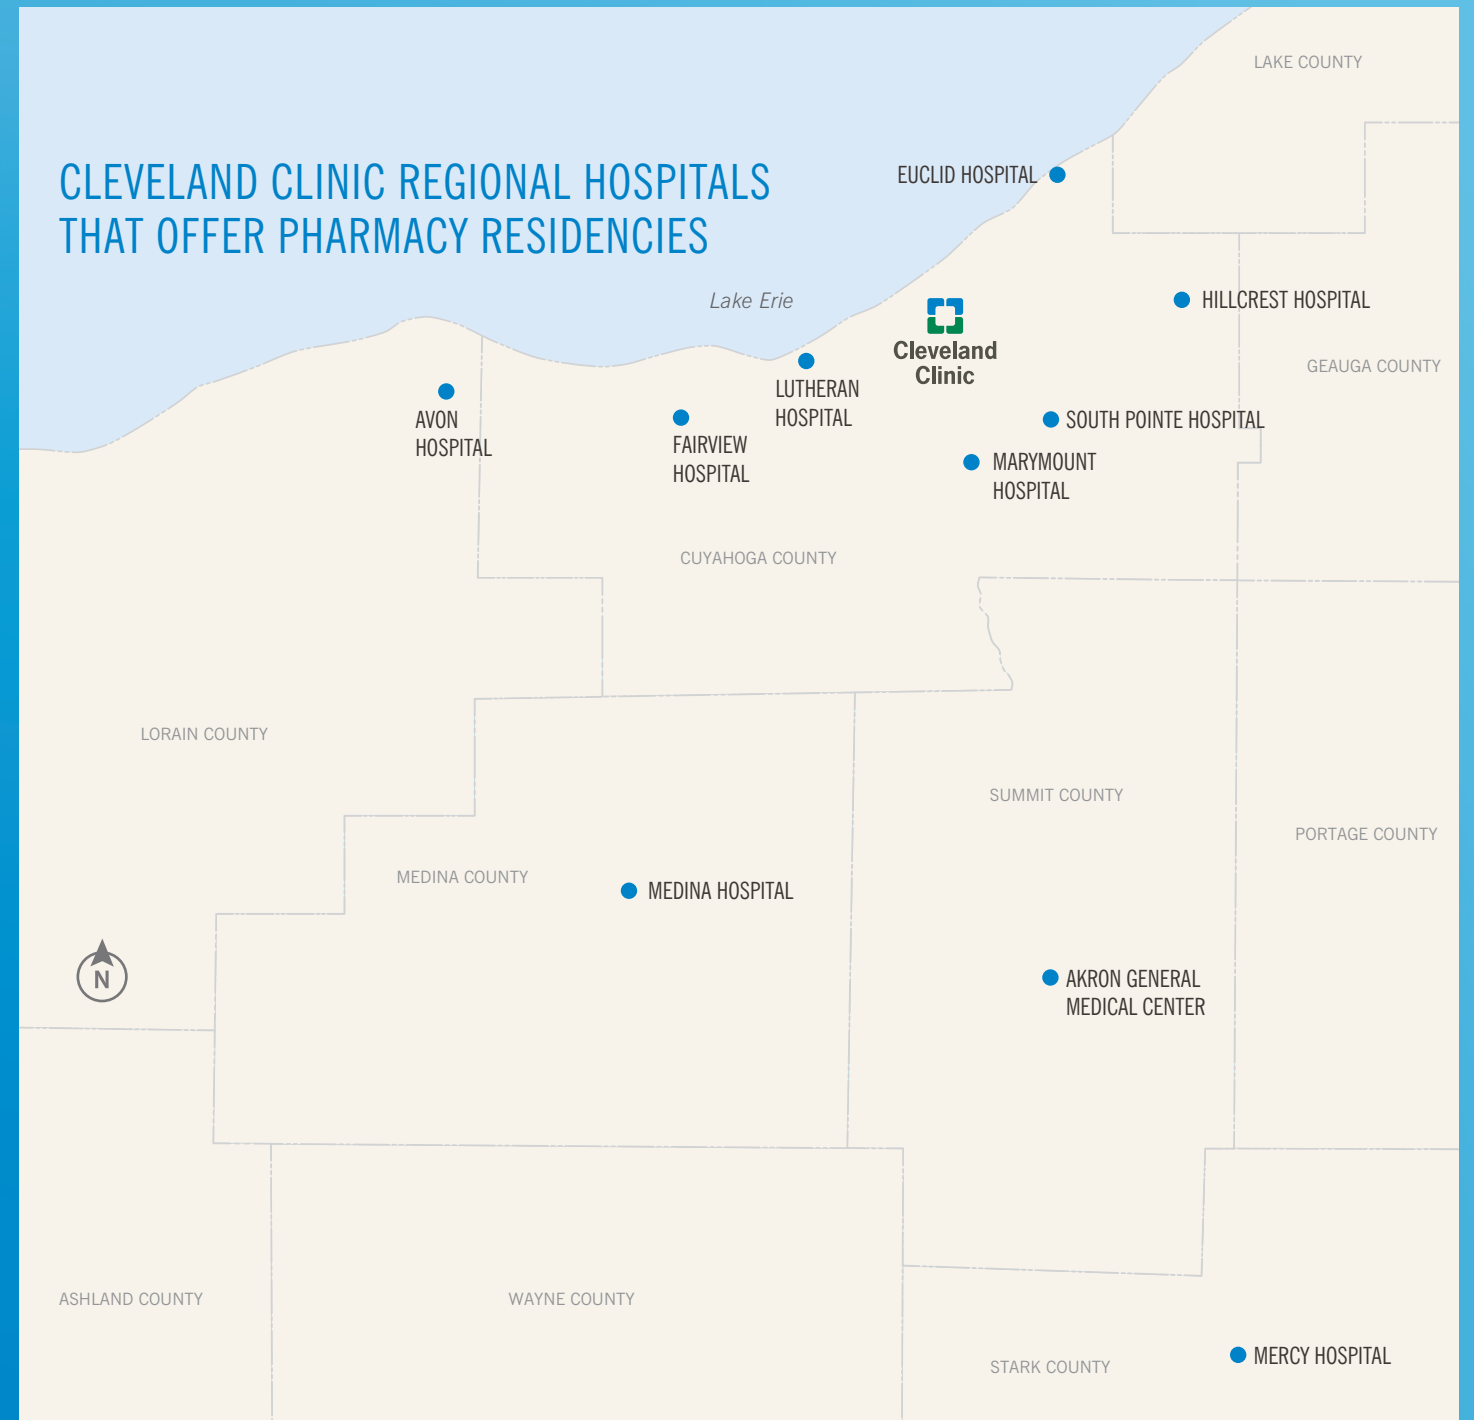 LAKE COUNTY
CLEVELAND CLINIC REGIONAL HOSPITALS
THAT OFFER PHARMACY RESIDENCIES
EUCLID HOSPITAL
Lake Erie
HILLCREST HOSPITAL
Cleveland
Clinic
GEAUGA COUNTY
AVON
HOSPITAL
FAIRVIEW
HOSPITAL
LUTHERAN
HOSPITAL
SOUTH POINTE HOSPITAL
MARYMOUNT
HOSPITAL
CUYAHOGA COUNTY
LORAIN COUNTY
SUMMIT COUNTY
PORTAGE COUNTY
MEDINA COUNTY
MEDINA HOSPITAL
N
AKRON GENERAL
MEDICAL CENTER
ASHLAND COUNTY
WAYNE COUNTY
STARK COUNTY
MERCY HOSPITAL